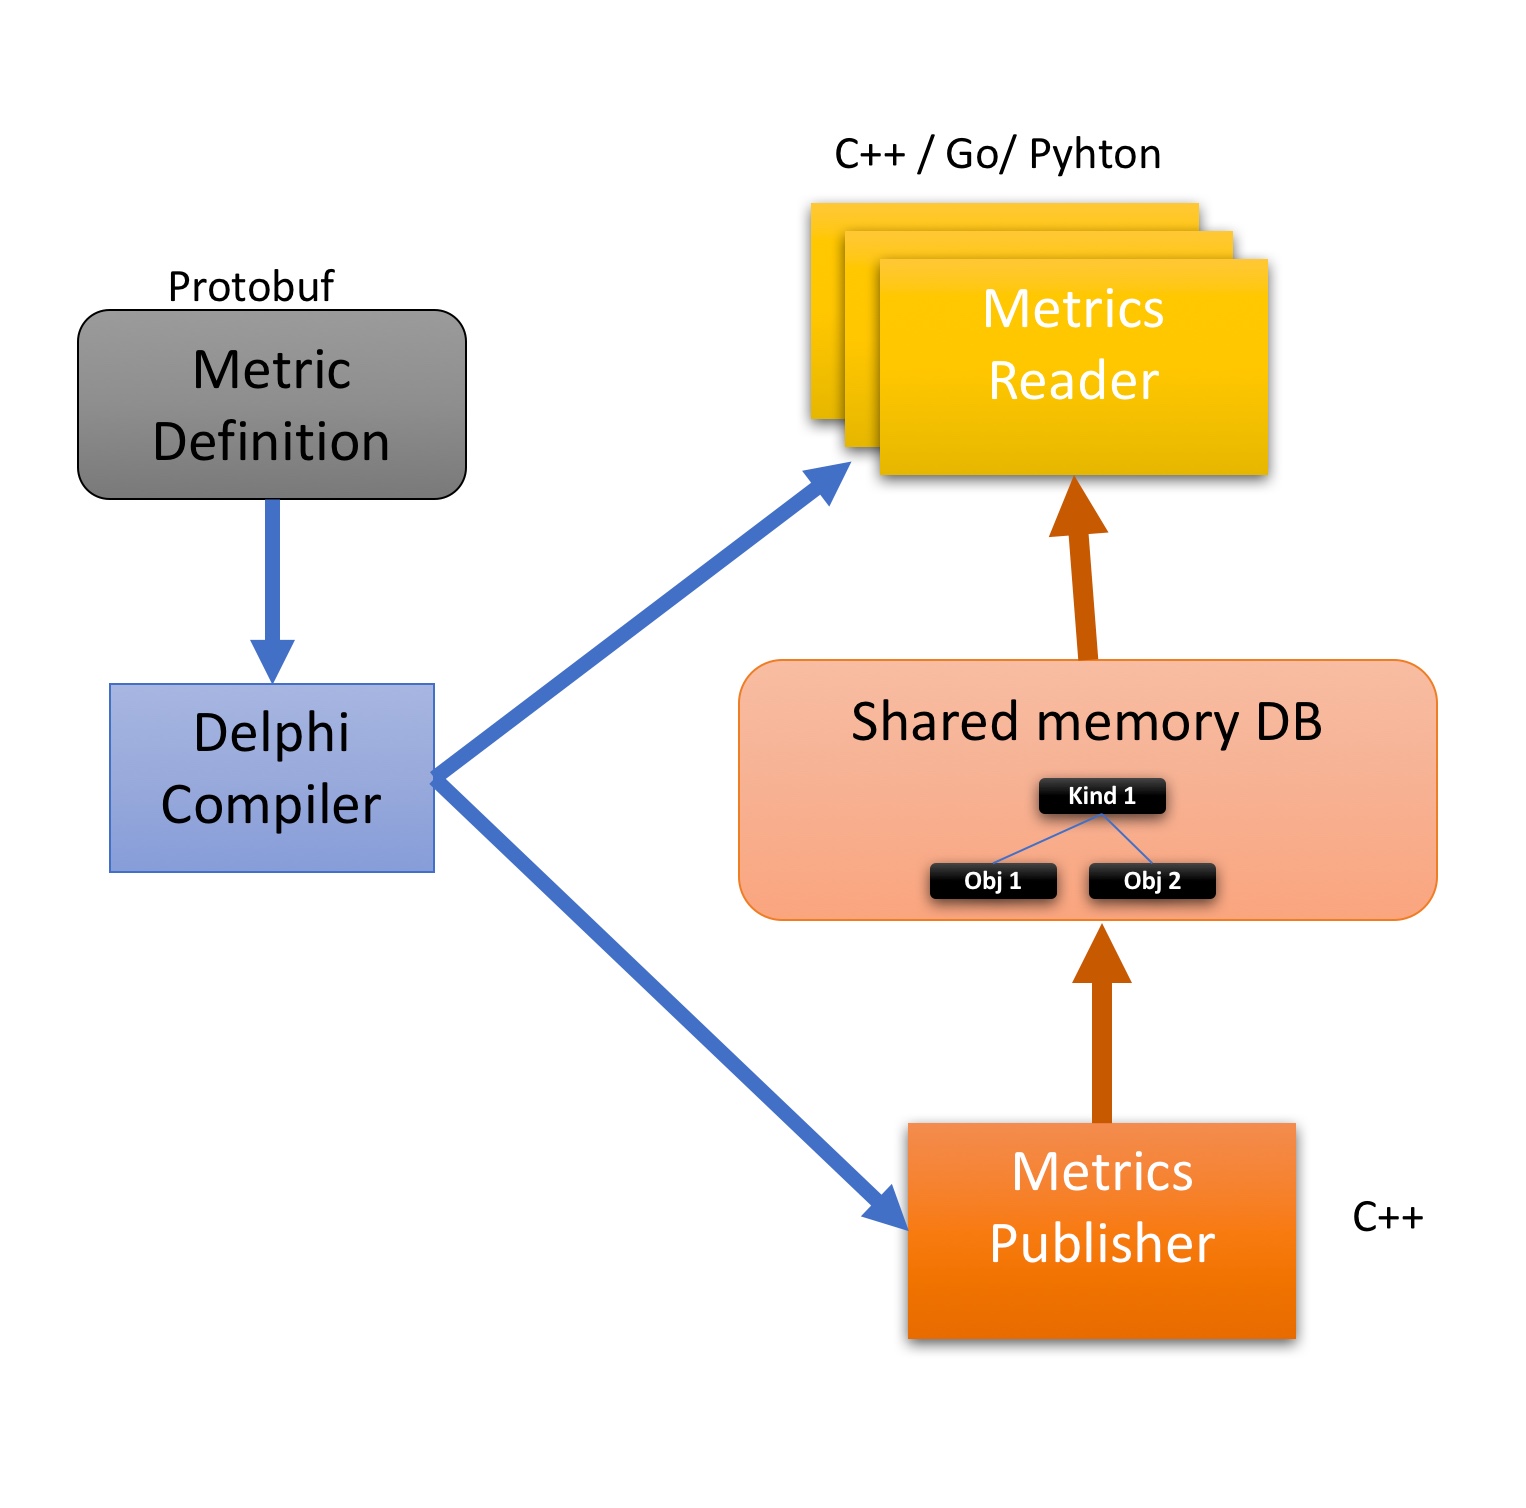 C++ / Go/ Pyhton
Metrics
Reader
Protobuf
Metric
Definition
Delphi
Compiler
Shared memory DB
Kind 1
Obj 1
Obj 2
Metrics
Publisher
C++